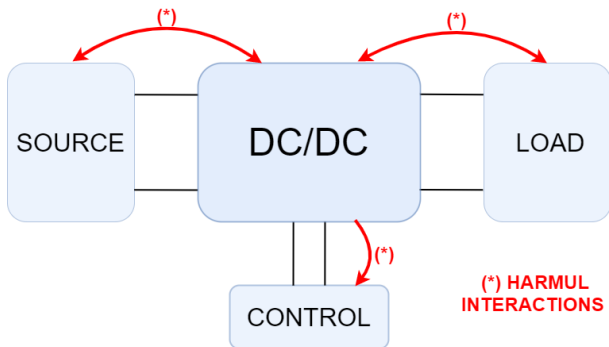 (*)
(*)
SOURCE
DC/DC
LOAD
(*)
(*) HARMUL
INTERACTIONS
CONTROL